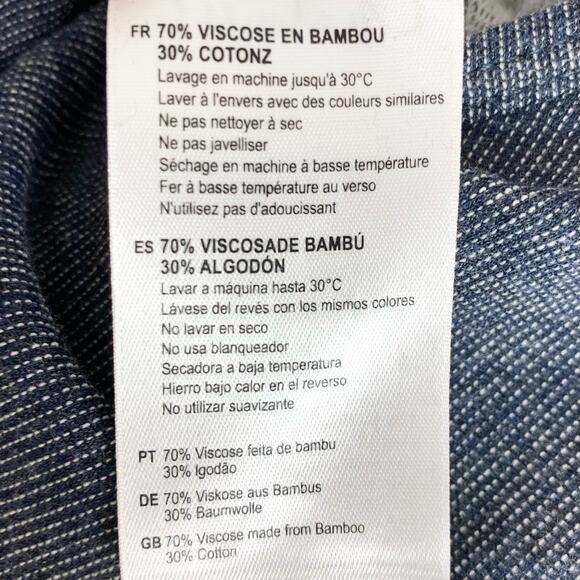 FR 70% VISCOSE EN BAMBOU
30% COTONZ
Lavage en machine jusqu'à 30°C
Laver à l'envers avec des couleurs similaires
Ne pas nettoyer à sec
Ne pas javelliser
Séchage en machine à basse température
Fer à basse température au verso
N'utilisez pas d'adoucissant
ES 70% VISCOSADE BAMBÚ
30% ALGODÓN
Lavar a máquina hasta 30°C
Lávese del revés con los mismos colores
No lavar en seco
No usa blanqueador
Secadora a baja temperatura
Hierro bajo calor en el reverso
No utilizar suavizante
PT 70% Viscose feita de bambu
30% lgodão
DE 70% Viskose aus Bambus
30% Baumwolle
GB 70% Viscose made from Bamboo
30% Cotton